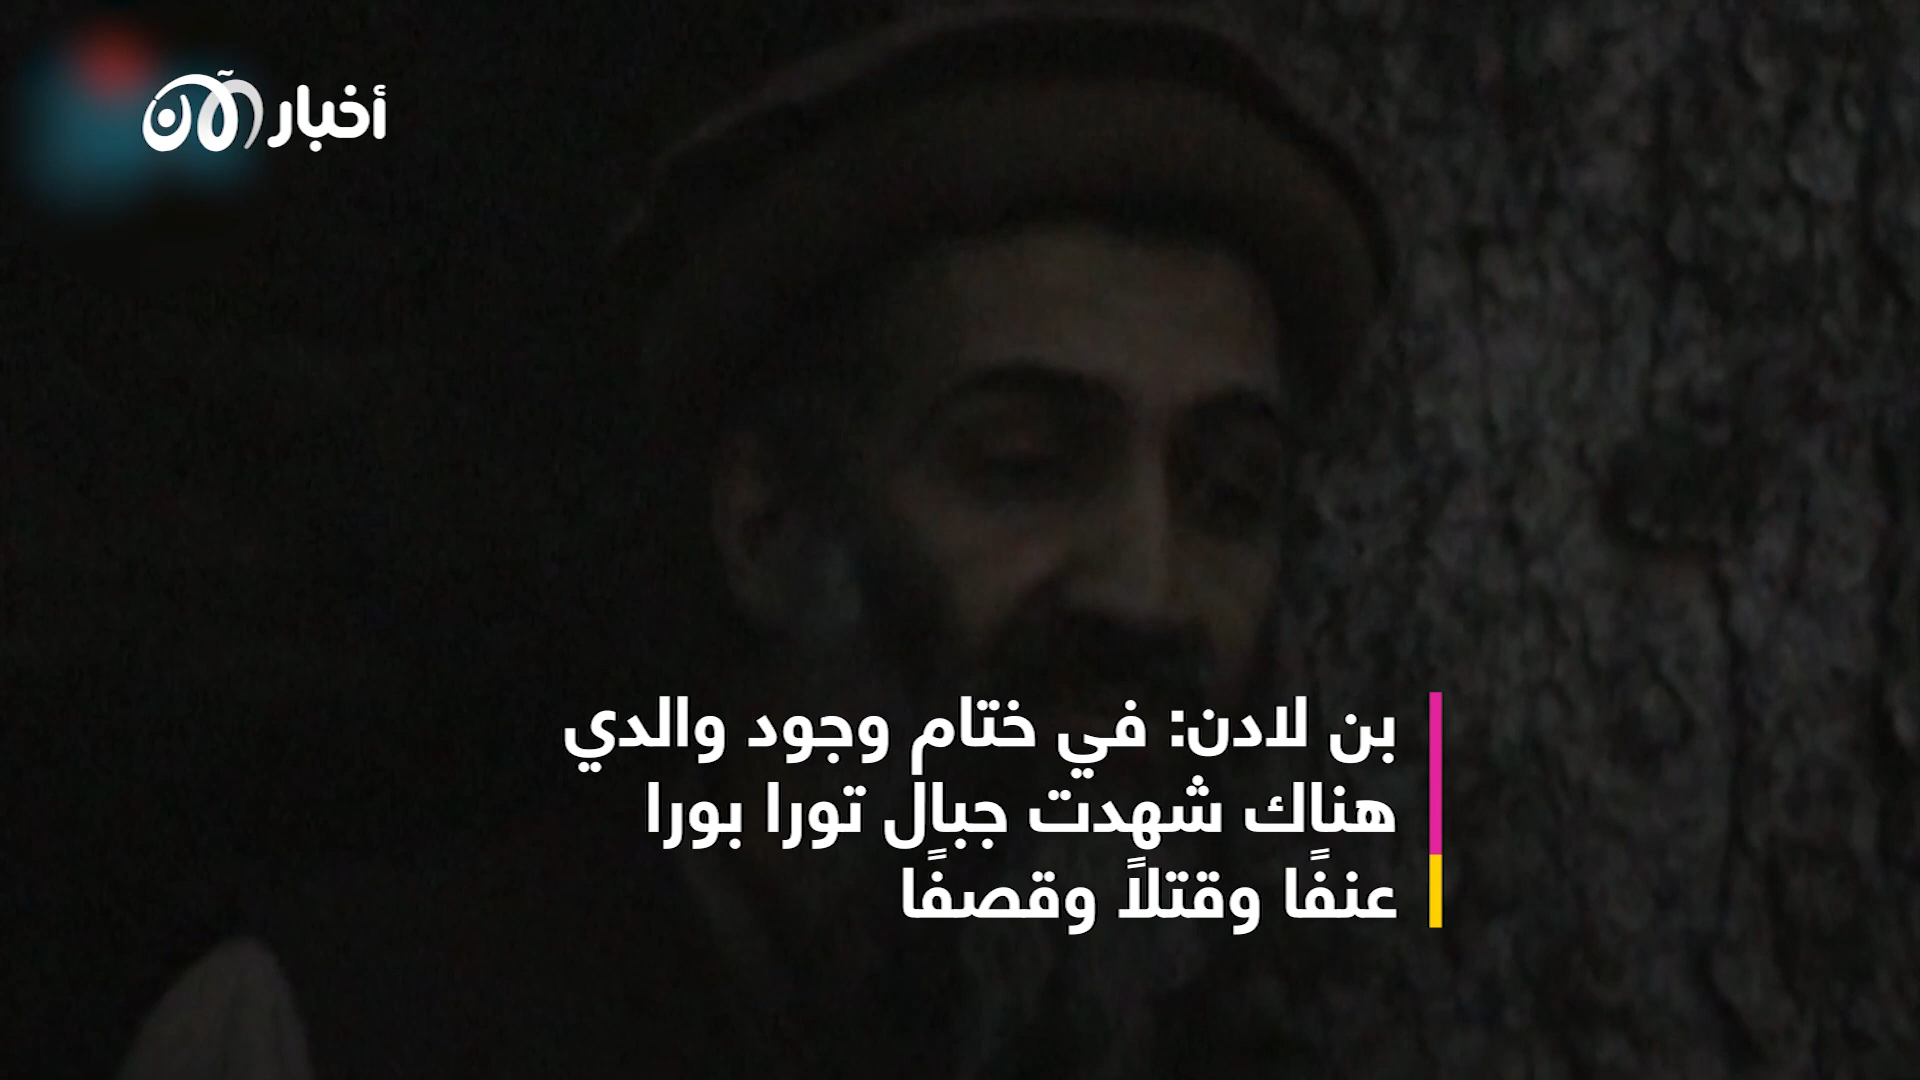 أخبار الآن
بن لادن: في ختام وجود والدي
هناك شهدت جبال تورا بورا
عنفًا وقتلاً وقصفًا